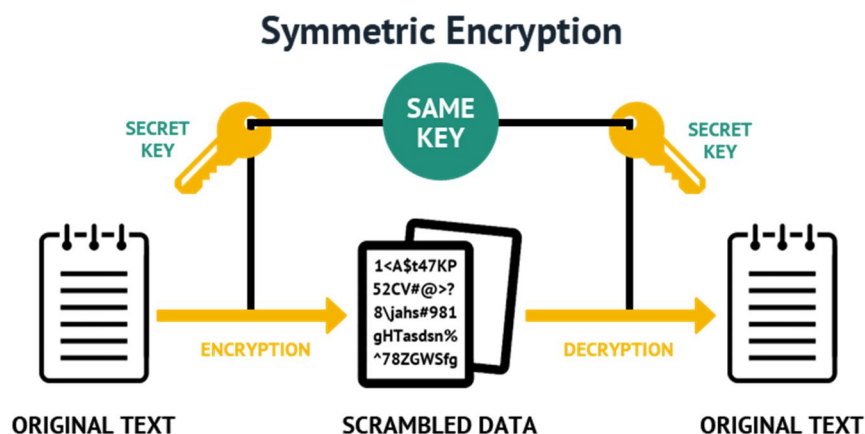 Symmetric Encryption
SAME
KEY
SECRET
KEY
SECRET
KEY
1<A$t47KP
52CV#@>?
8\jahs#981
gHTasdsn%
^78ZGWSfg
ENCRYPTION
DECRYPTION
ORIGINAL TEXT
SCRAMBLED DATA
ORIGINAL TEXT